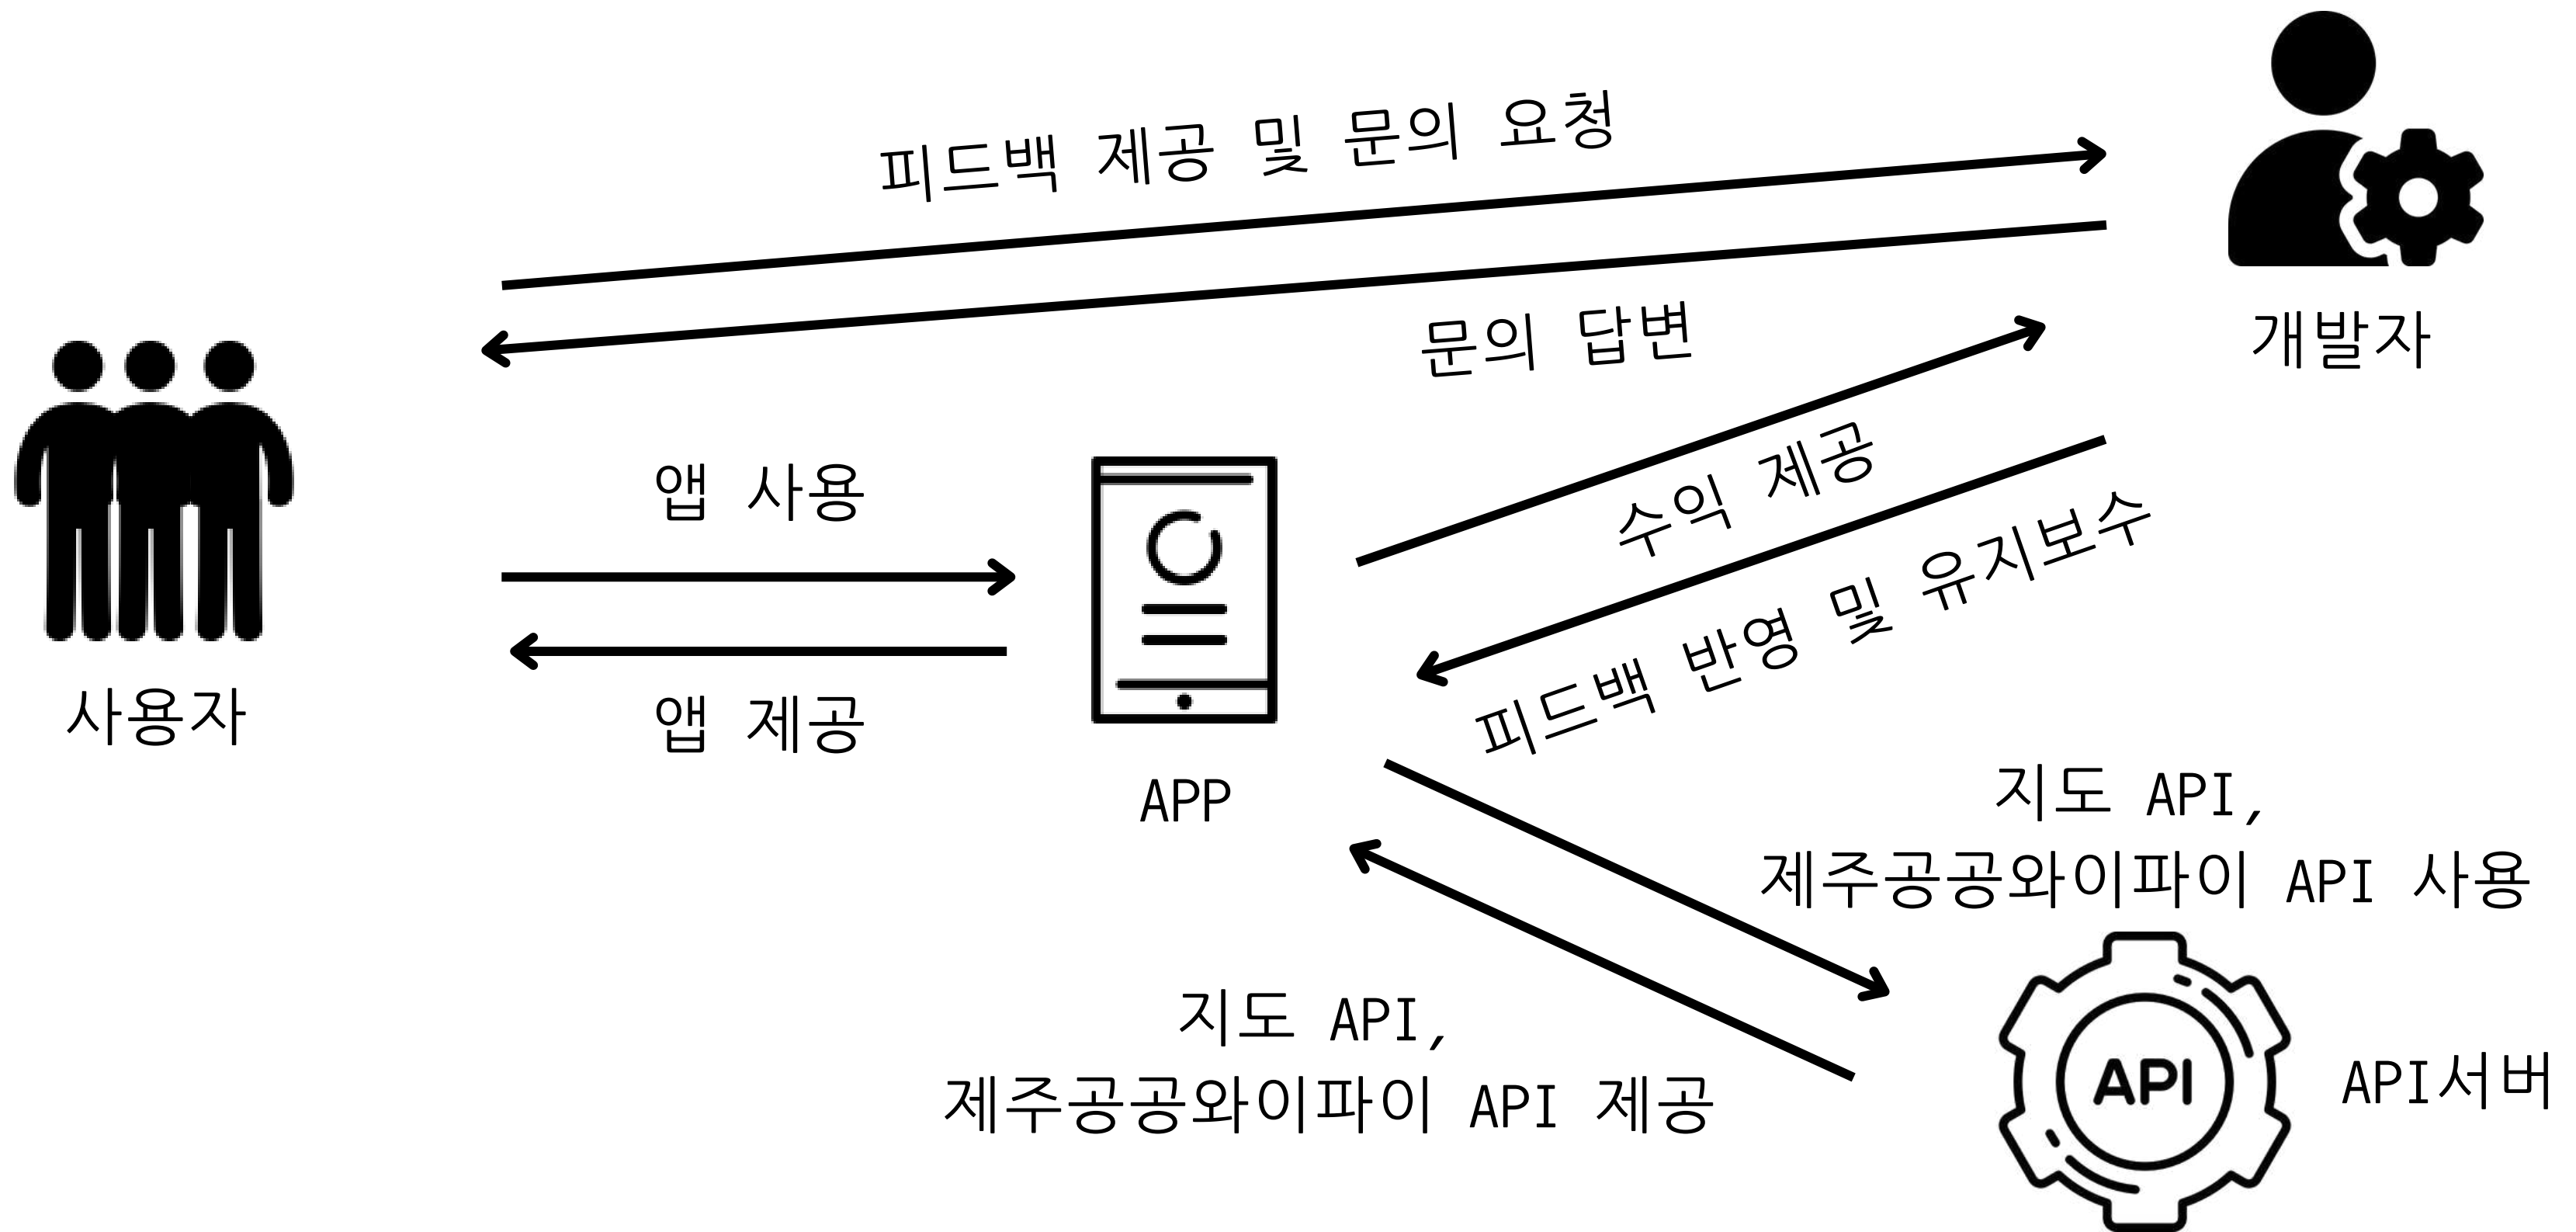 피드백 제공 및 문의 요청
문의 답변
개발자
수익 제공
피드백 반영 및 유지보수
앱 사용
앱 제공
사용자
APP
지도 API,
제주공공와이파이 API 사용
지도 API,
제주공공와이파이 API 제공
API
API서버